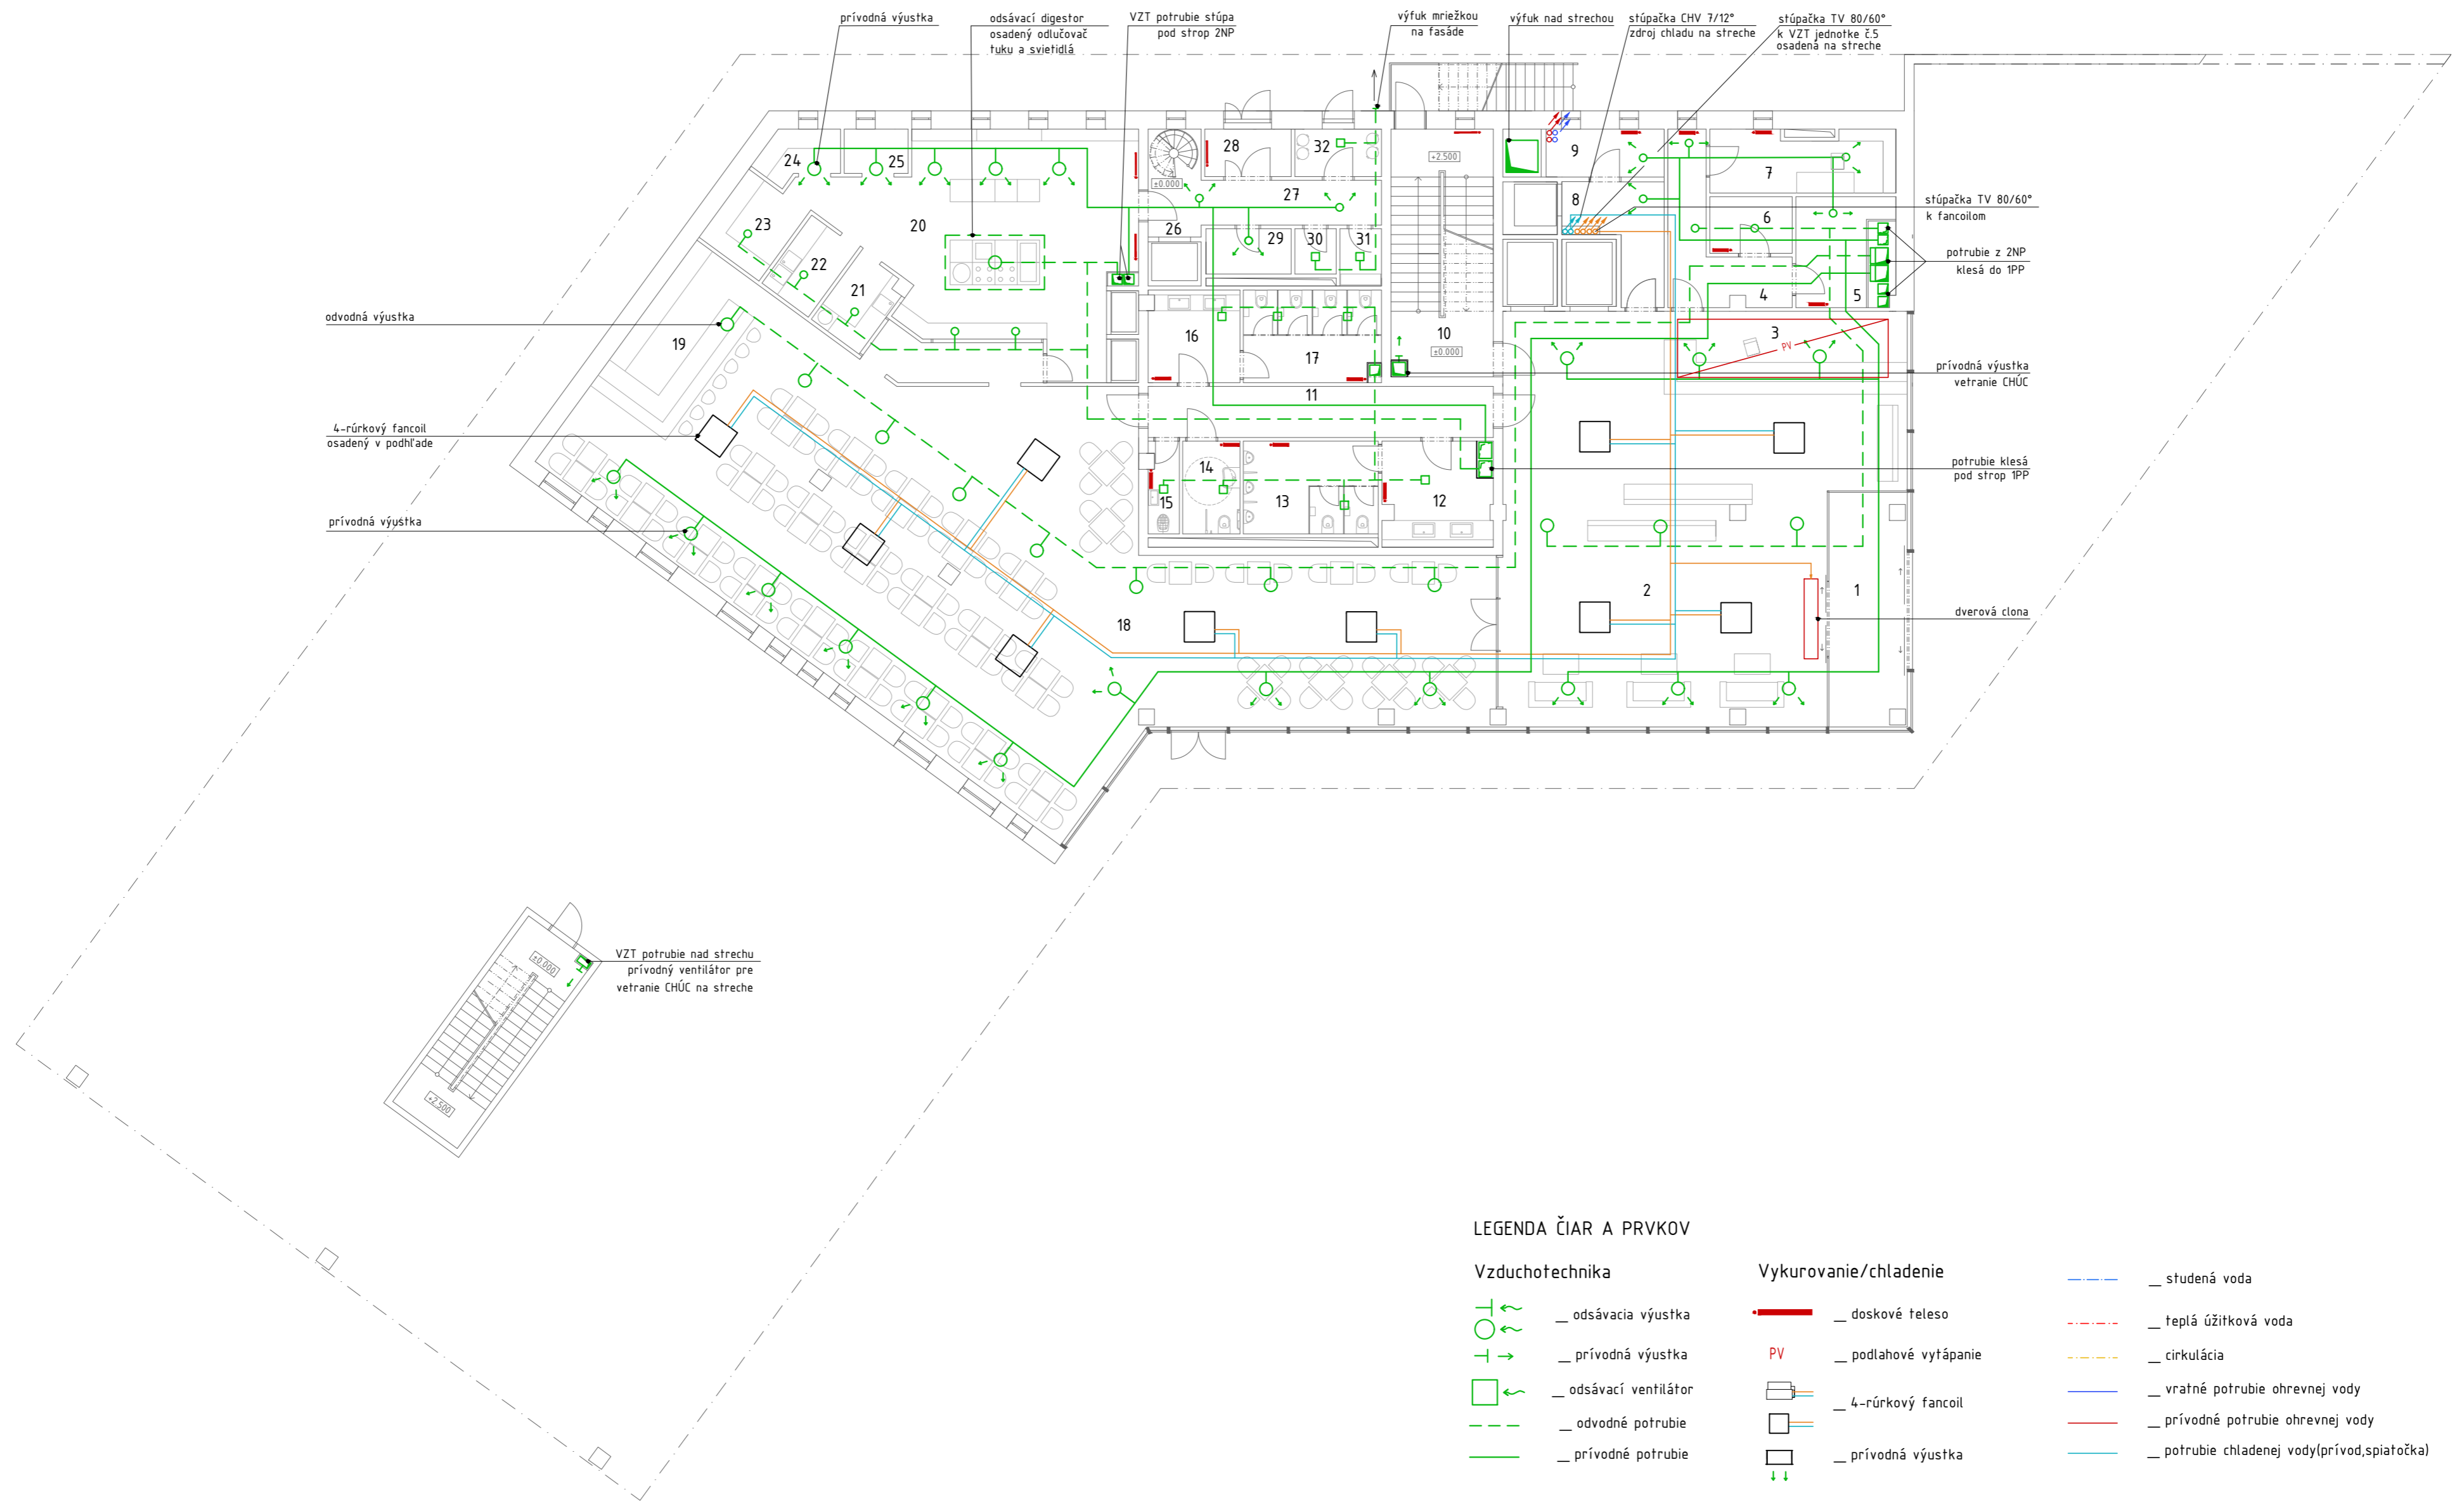 prívodná výustka
odsávací digestor
osadený odlučovač
tuku a svietidlá
VZT potrubie stúpa
pod strop 2NP
výfuk mriežkou
na fasáde
výfuk nad strechou
stúpačka CHV 7/12°
zdroj chladu na streche
stúpačka TV 80/60°
k VZT jednotke č.5
osadená na streche
24
25
28
32
+2.500
9
7
±0.000
27
8
23
20
26
29
30
31
6
stúpačka TV 80/60°
k fancoilom
22
21
4
5
potrubie z 2NP
klesá do 1PP
odvodná výustka
19
16
17
10
±0.000
3
PV
prívodná výustka
vetranie CHÚC
11
4-rúrkový fancoil
osadený v podhľade
14
15
13
12
potrubie klesá
pod strop 1PP
prívodná výustka
18
2
1
dverová clona
±0.000
VZT potrubie nad strechu
prívodný ventilátor pre
vetranie CHÚC na streche
+2.500
LEGENDA ČIAR A PRVKOV
Vzduchotechnika
__ odsávacia výustka
__ prívodná výustka
__ odsávací ventilátor
__ odvodné potrubie
__ prívodné potrubie
Vykurovanie/chladenie
__ doskové teleso
PV __ podlahové vytápanie
__ 4-rúrkový fancoil
__ prívodná výustka
__ studená voda
__ teplá úžitková voda
__ cirkulácia
__ vratné potrubie ohrevnej vody
__ prívodné potrubie ohrevnej vody
__ potrubie chladenej vody(prívod,spiatočka)